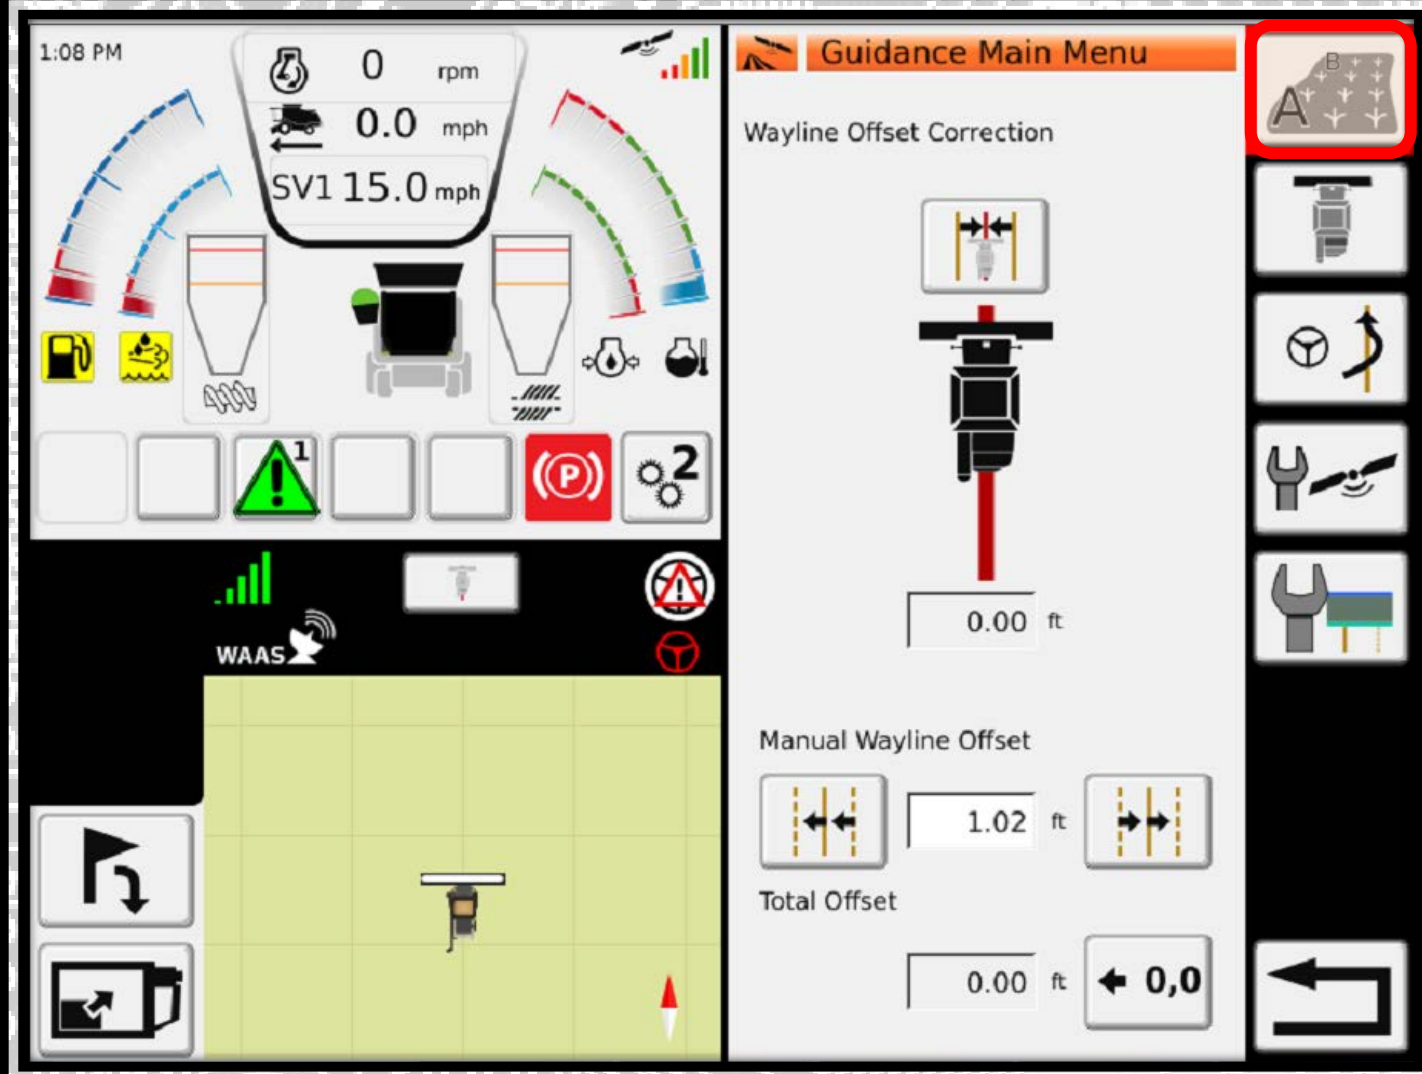 1:08 PM
0 rpm
0.0 mph
SV1 15.0 mph
1
P
2
WAAS
Guidance Main Menu
Wayline Offset Correction
0.00 ft
Manual Wayline Offset
1.02 ft
Total Offset
0.00 ft
0,0
B
A